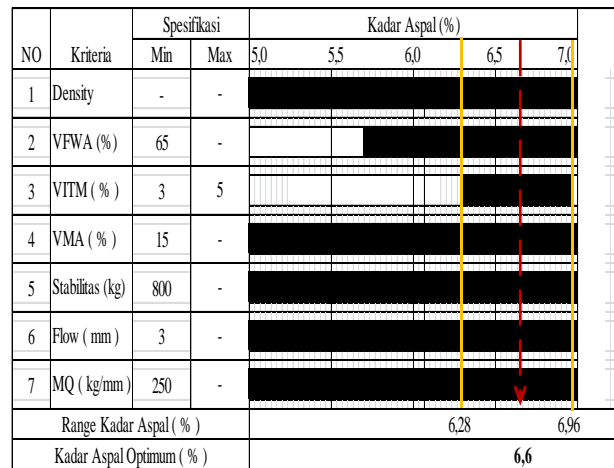 Spesifikasi Kadar Aspal (%)
NO Kriteria Min Max 5,0 5,5 6,0 6,5 7,0
1 Density - -
2 VFWA (%) 65 -
3 VITM ( % ) 3 5
4 VMA ( % ) 15 -
5 Stabilitas (kg) 800 -
6 Flow ( mm ) 3 -
7 MQ ( kg/mm ) 250 -
Range Kadar Aspal ( % ) 6,28 6,96
Kadar Aspal Optimum ( % ) 6,6